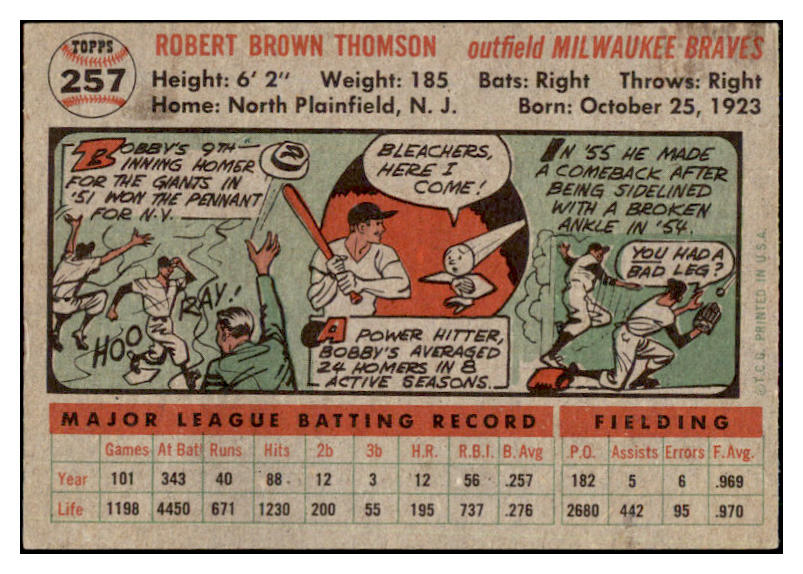 TOPPS
257
ROBERT BROWN THOMSON outfield MILWAUKEE BRAVES
Height: 6' 2" Weight: 185 Bats: Right Throws: Right
Home: North Plainfield, N. J. Born: October 25, 1923
BOBBY'S 9TH-
INNING HOMER
FOR THE GIANTS IN
'51 WON THE PENNANT
FOR N.Y.
HOO
RAY!
BLEACHERS,
HERE I
COME!
A POWER HITTER,
BOBBY'S AVERAGED
24 HOMERS IN 8
ACTIVE SEASONS.
IN '55 HE MADE
A COMEBACK AFTER
BEING SIDELINED
WITH A BROKEN
ANKLE IN '54.
YOU HAD A
BAD LEG?
©T.C.G. PRINTED IN U.S.A.
MAJOR LEAGUE BATTING RECORD FIELDING
Games At Bat Runs Hits 2b 3b H.R. R.B.I. B. Avg P.O. Assists Errors F. Avg.
Year 101 343 40 88 12 3 12 56 .257 182 5 6 .969
Life 1198 4450 671 1230 200 55 195 737 .276 2680 442 95 .970